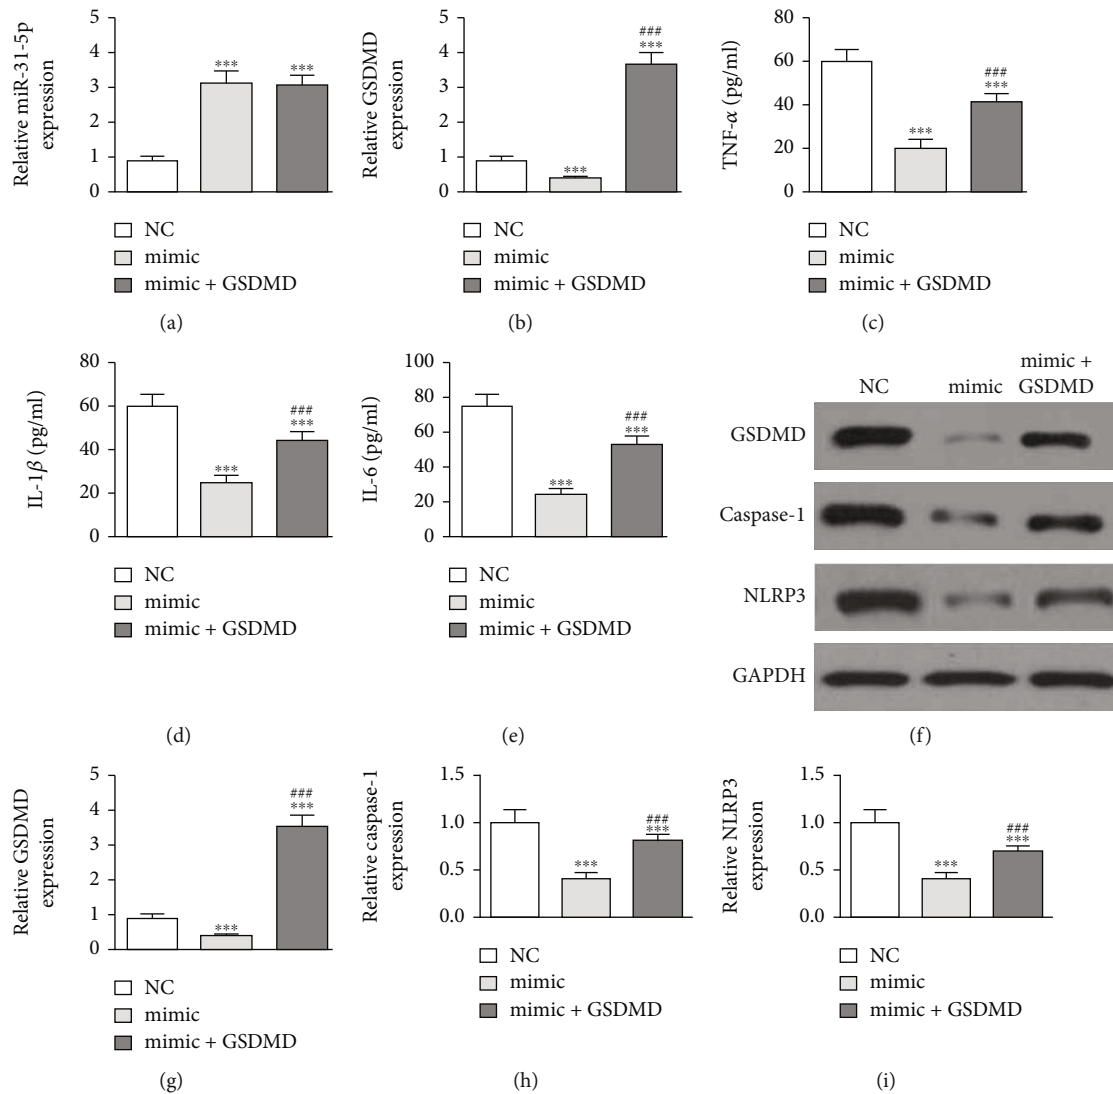 Relative miR-31-5p
expression
5
4
3
2
1
0
***
***
NC
mimic
mimic + GSDMD
(a)
Relative GSDMD
expression
5
4
3
2
1
0
***
###
***
NC
mimic
mimic + GSDMD
(b)
TNF-α (pg/ml)
80
60
40
20
0
***
###
***
NC
mimic
mimic + GSDMD
(c)
IL-1β (pg/ml)
80
60
40
20
0
***
###
***
NC
mimic
mimic + GSDMD
(d)
IL-6 (pg/ml)
100
80
60
40
20
0
***
###
***
NC
mimic
mimic + GSDMD
(e)
NC
mimic
mimic +
GSDMD
GSDMD
Caspase-1
NLRP3
GAPDH
(f)
Relative GSDMD
expression
5
4
3
2
1
0
***
###
***
NC
mimic
mimic + GSDMD
(g)
Relative caspase-1
expression
1.5
1.0
0.5
0.0
***
###
***
NC
mimic
mimic + GSDMD
(h)
Relative NLRP3
expression
1.5
1.0
0.5
0.0
***
###
***
NC
mimic
mimic + GSDMD
(i)